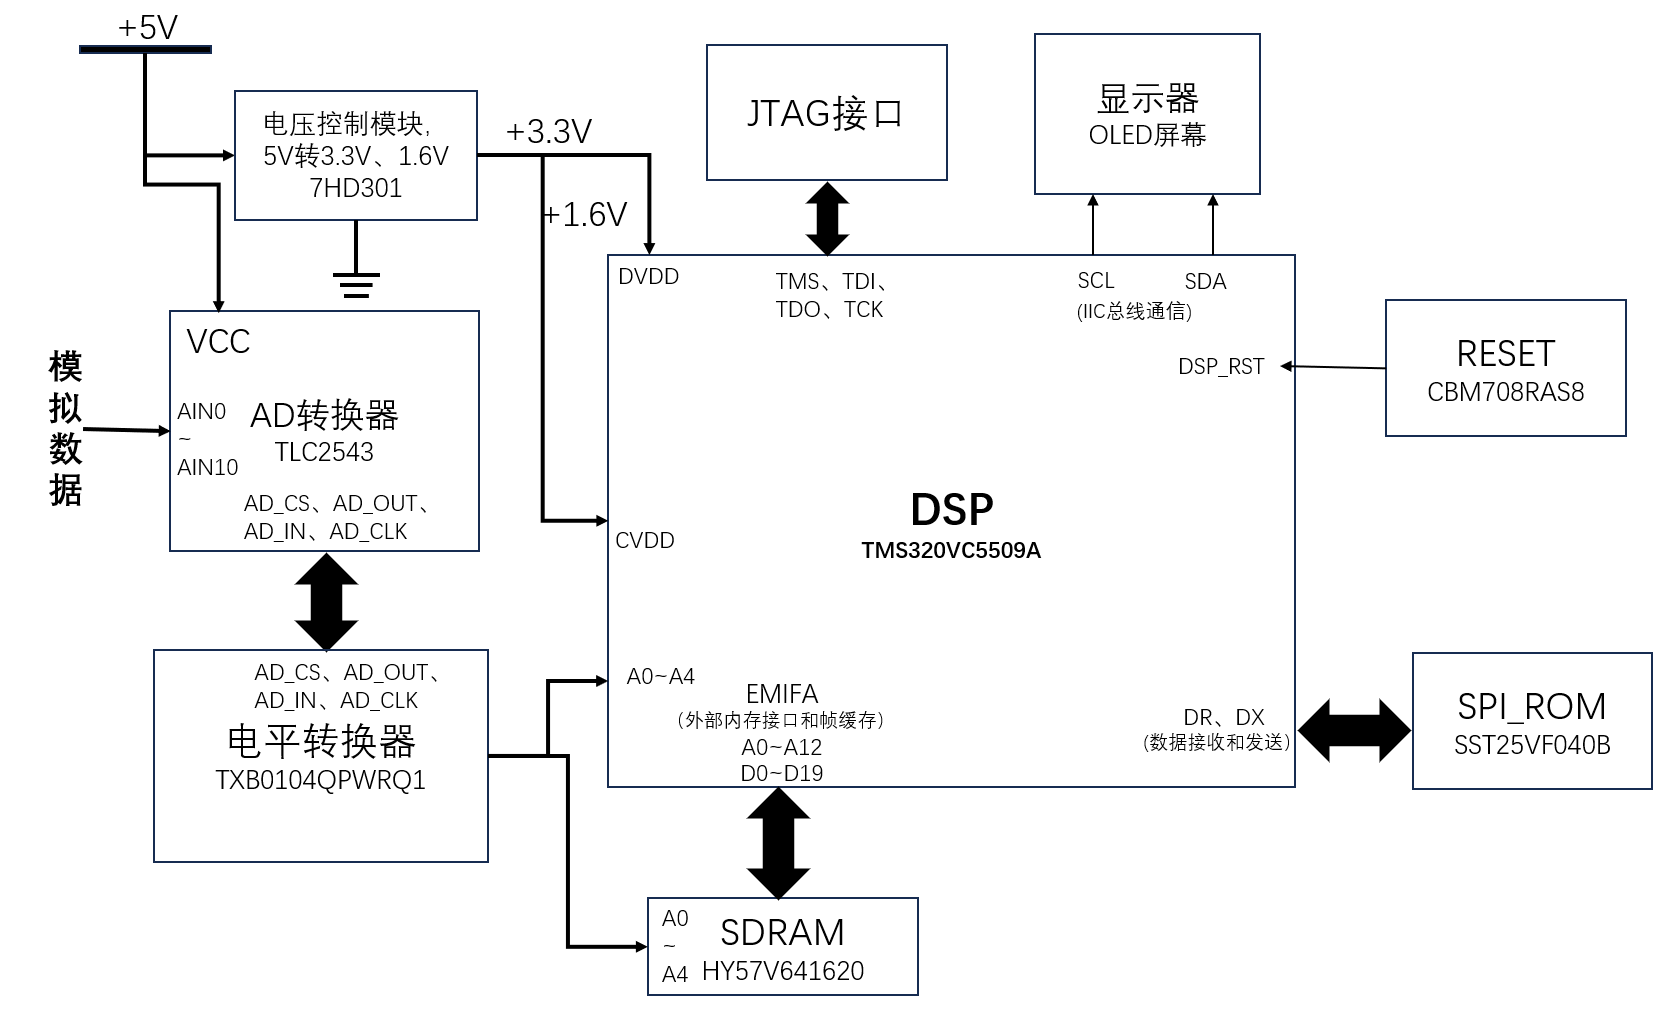 +5V
电压控制模块,
5V转3.3V、1.6V
7HD301
+3.3V
+1.6V
JTAG接口
显示器
OLED屏幕
DVDD
TMS、TDI、
TDO、TCK
SCL
SDA
(IIC总线通信)
DSP_RST
RESET
CBM708RAS8
模
拟
数
据
VCC
AIN0
~
AIN10
AD转换器
TLC2543
AD_CS、AD_OUT、
AD_IN、AD_CLK
DSP
TMS320VC5509A
CVDD
AD_CS、AD_OUT、
AD_IN、AD_CLK
电平转换器
TXB0104QPWRQ1
A0~A4
EMIFA
（外部内存接口和帧缓存）
A0~A12
D0~D19
DR、DX
(数据接收和发送)
SPI_ROM
SST25VF040B
A0
~
A4
SDRAM
HY57V641620